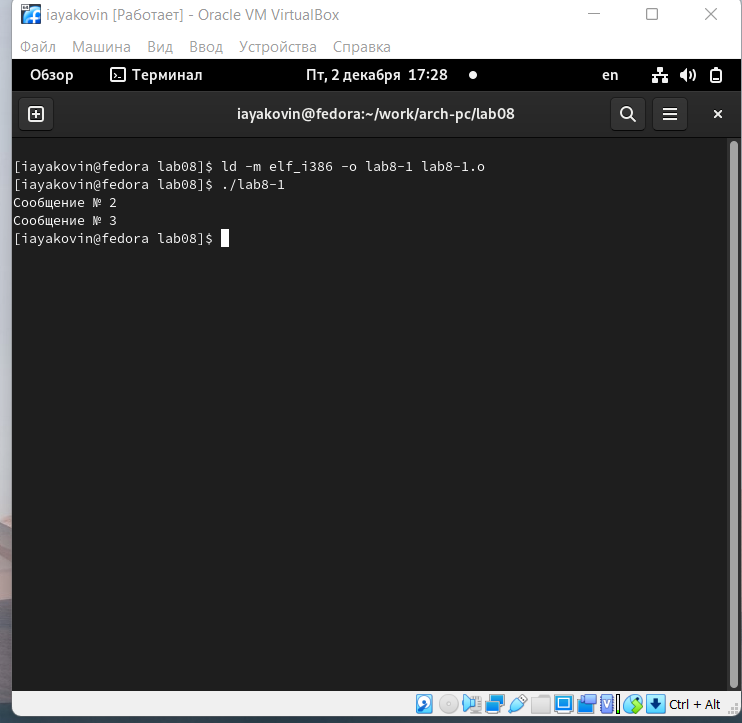 iayakovin [Работает] - Oracle VM VirtualBox
Файл Машина Вид Ввод Устройства Справка
Обзор Терминал Пт, 2 декабря 17:28 en
iayakovin@fedora:~/work/arch-pc/lab08
[iayakovin@fedora lab08]$ ld -m elf_i386 -o lab8-1 lab8-1.o
[iayakovin@fedora lab08]$ ./lab8-1
Сообщение № 2
Сообщение № 3
[iayakovin@fedora lab08]$
Ctrl + Alt